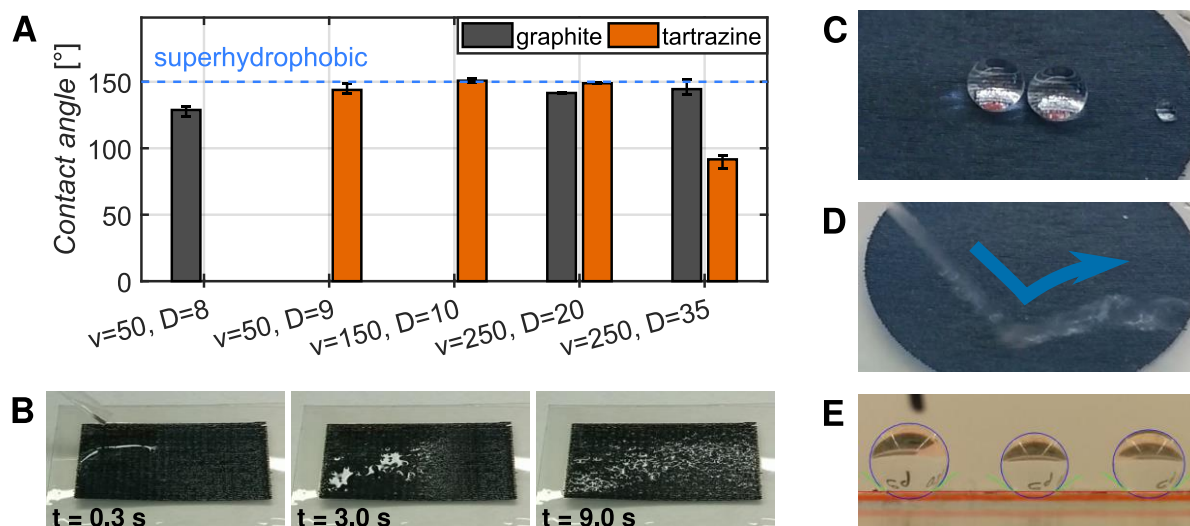 A
graphite
tartrazine
superhydrophobic
Contact angle [°]
150
100
50
0
v=50, D=8
v=50, D=9
v=150, D=10
v=250, D=20
v=250, D=35
B
t = 0.3 s
t = 3.0 s
t = 9.0 s
C
D
E